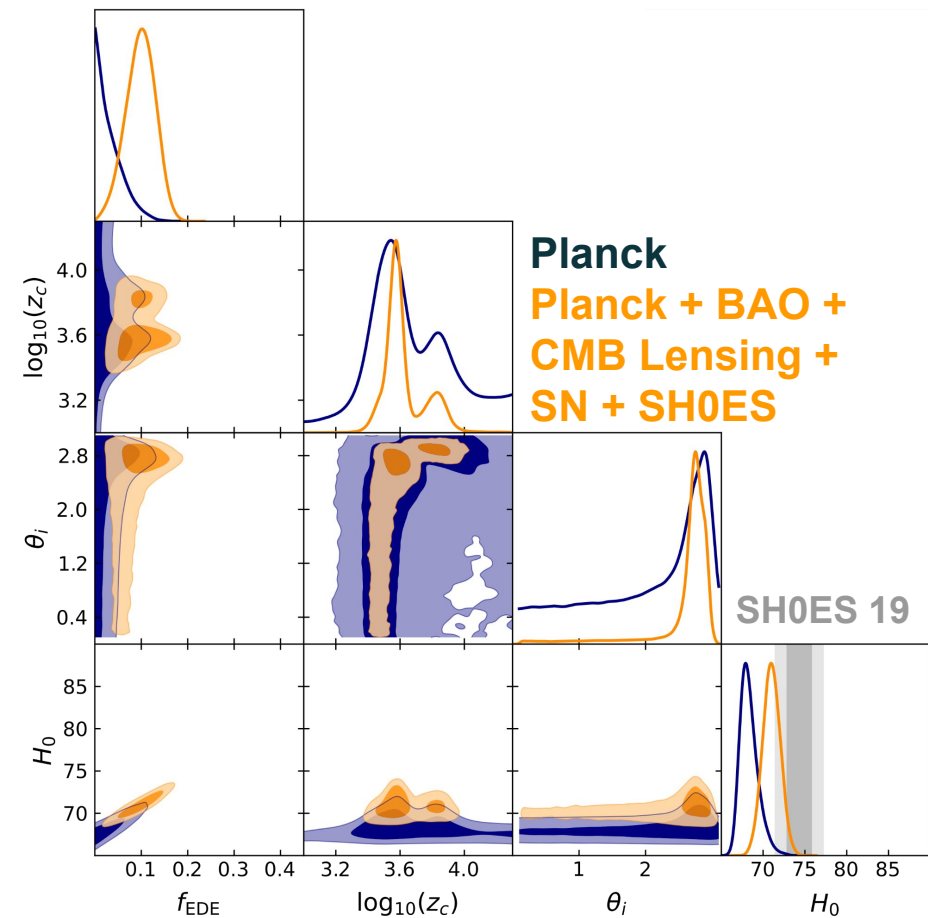 4.0
3.6
3.2
log₁₀(z_c)
Planck
Planck + BAO +
CMB Lensing +
SN + SH0ES
2.8
2.0
1.2
0.4
θ_i
SH0ES 19
85
80
75
70
H₀
0.1 0.2 0.3 0.4
f_EDE
3.2 3.6 4.0
log₁₀(z_c)
1 2
θ_i
70 75 80 85
H₀